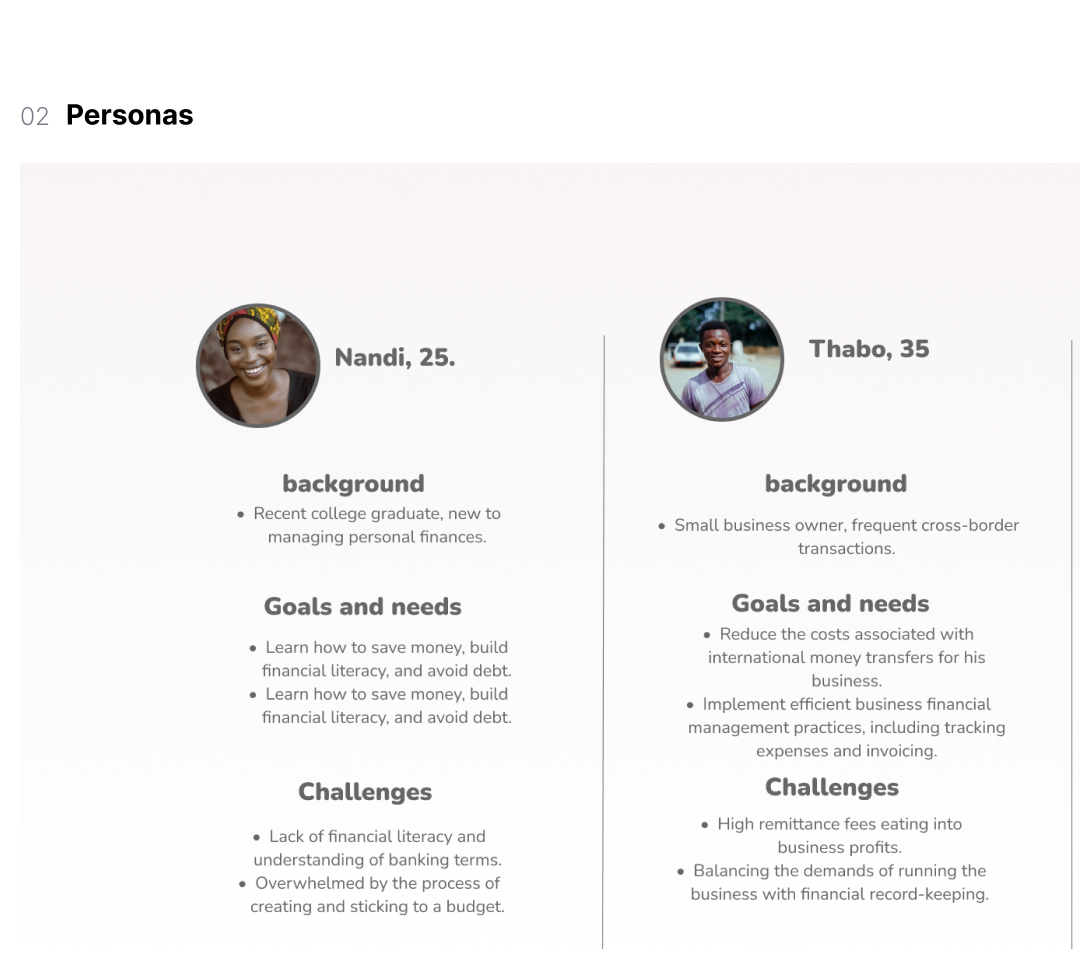 02 Personas
Nandi, 25.
background
• Recent college graduate, new to
managing personal finances.
Goals and needs
• Learn how to save money, build
financial literacy, and avoid debt.
• Learn how to save money, build
financial literacy, and avoid debt.
Challenges
• Lack of financial literacy and
understanding of banking terms.
• Overwhelmed by the process of
creating and sticking to a budget.
Thabo, 35
background
• Small business owner, frequent cross-border
transactions.
Goals and needs
• Reduce the costs associated with
international money transfers for his
business.
• Implement efficient business financial
management practices, including tracking
expenses and invoicing.
Challenges
• High remittance fees eating into
business profits.
• Balancing the demands of running the
business with financial record-keeping.